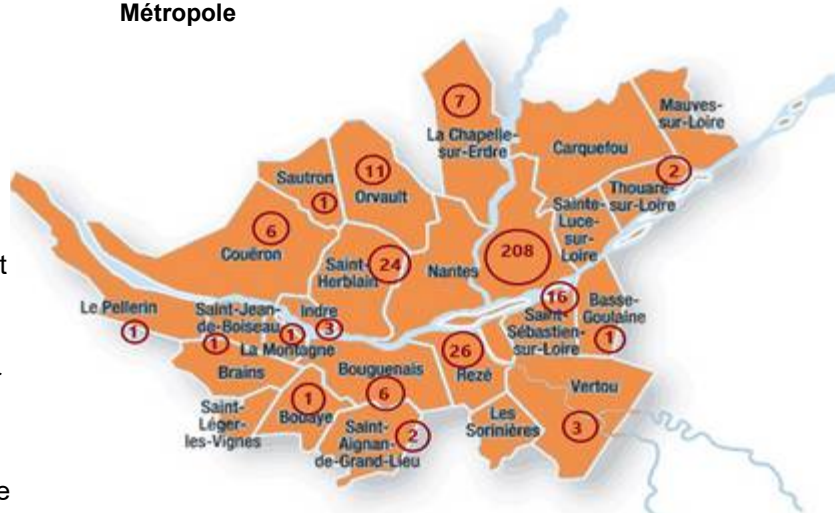 Métropole
7
La Chapelle-
sur-Erdre
Mauves-
sur-Loire
Carquefou
11
Orvault
Sautron
1
2
Thouaré-
sur-Loire
Sainte-
Luce-
sur-
Loire
6
Couëron
Saint-
Herblain
24
Nantes
208
t
16
Saint-
Sébastien-
sur-Loire
Basse-
Goulaine
1
Le Pellerin
1
Saint-Jean-
de-Boiseau
1
Indre
3
1
La Montagne
Brains
Bouguenais
6
26
Rezé
Vertou
3
Saint-
Léger-
les-Vignes
1
Bouaye
Saint-
Aignan-
de-Grand-Lieu
2
Les
Sorinières
e